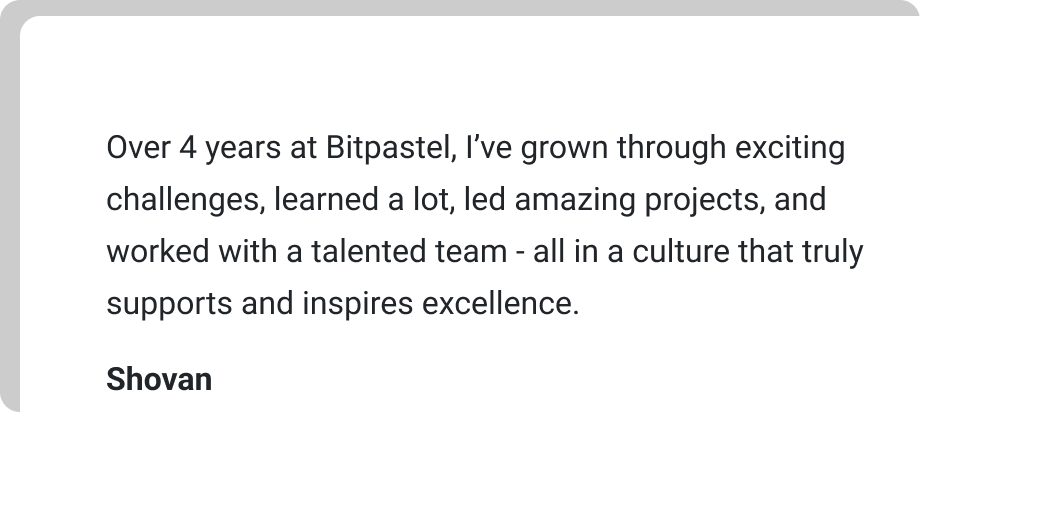 Over 4 years at Bitpastel, I’ve grown through exciting
challenges, learned a lot, led amazing projects, and
worked with a talented team - all in a culture that truly
supports and inspires excellence.
Shovan